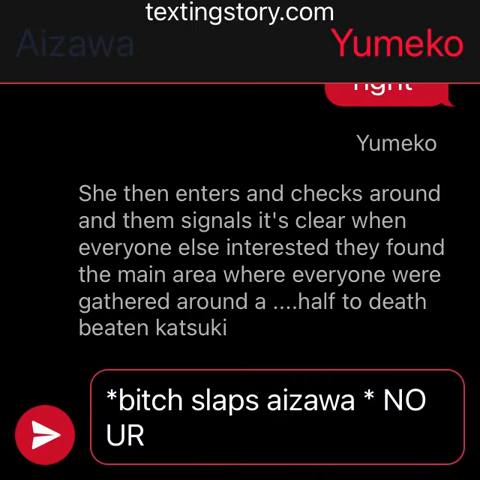 textingstory.com
Aizawa Yumeko
right
Yumeko
She then enters and checks around
and them signals it's clear when
everyone else interested they found
the main area where everyone were
gathered around a ....half to death
beaten katsuki
*bitch slaps aizawa * NO
UR